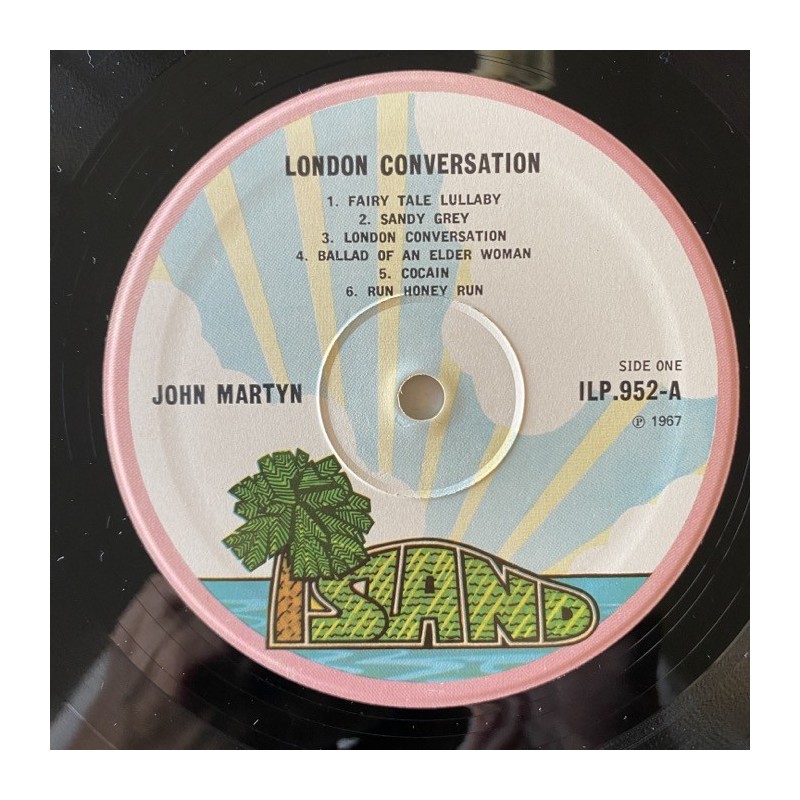 LONDON CONVERSATION
1. FAIRY TALE LULLABY
2. SANDY GREY
3. LONDON CONVERSATION
4. BALLAD OF AN ELDER WOMAN
5. COCAIN
6. RUN HONEY RUN
SIDE ONE
JOHN MARTYN
ILP.952-A
℗ 1967
ISLAND